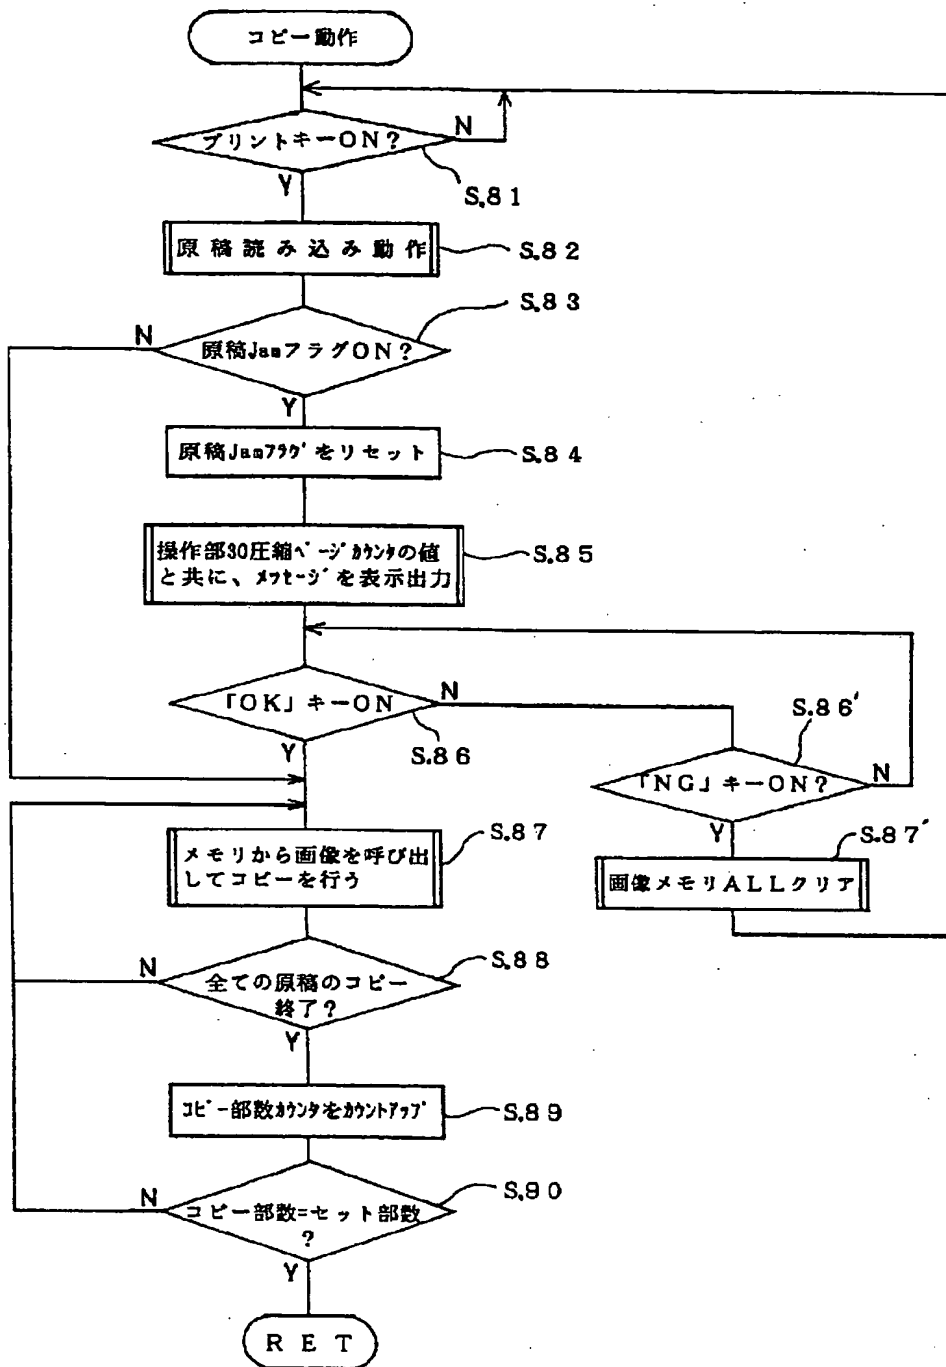 コピー動作
プリントキーON?
N
Y
S.81
原稿読み込み動作
S.82
S.83
N
原稿Jamフラグ ON?
Y
原稿Jamフラグをリセット
S.84
操作部30圧縮ページカウンタの値
と共に、メッセージを表示出力
S.85
「OK」キーON
N
S.86
Y
S.86'
「NG」キーON?
N
Y
S.87'
画像メモリALLクリア
メモリから画像を呼び出
してコピーを行う
S.87
S.88
N
全ての原稿のコピー
終了?
Y
コピー部数カウンタをカウントアップ
S.89
S.90
N
コピー部数=セット部数
?
Y
RET